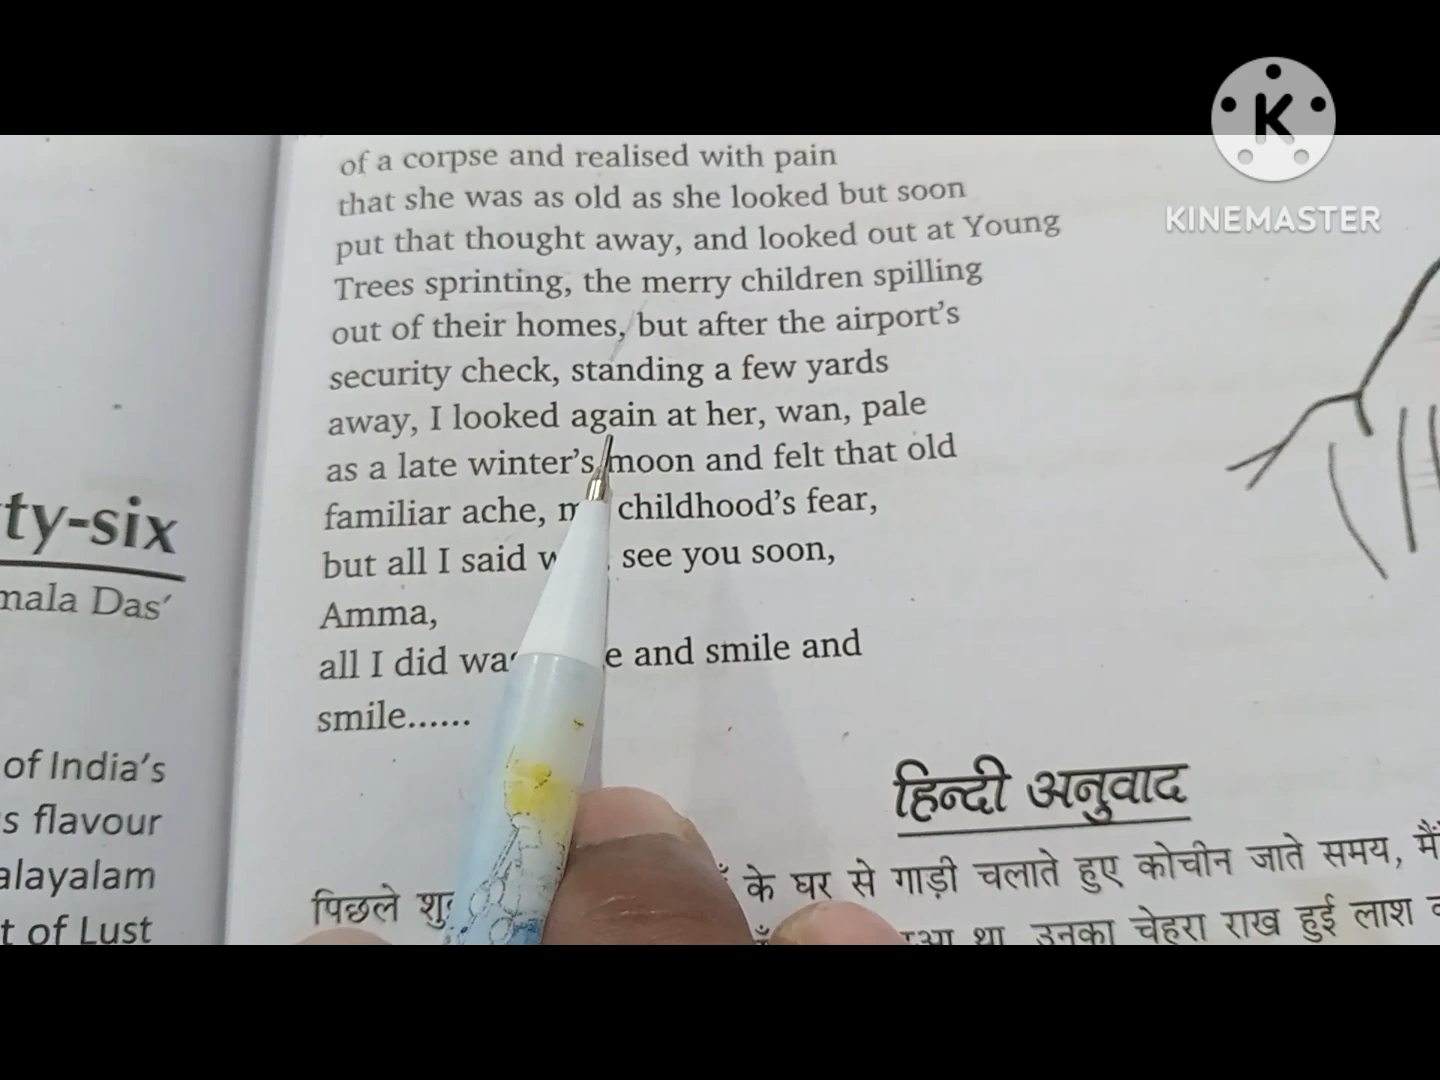 K
KINEMASTER
of a corpse and realised with pain
that she was as old as she looked but soon
put that thought away, and looked out at Young
Trees sprinting, the merry children spilling
out of their homes, but after the airport's
security check, standing a few yards
away, I looked again at her, wan, pale
as a late winter's moon and felt that old
familiar ache, childhood's fear,
but all I said see you soon,
Amma,
all I did and smile and
smile......
ty-six
mala Das'
of India's
s flavour
alayalam
t of Lust
हिन्दी अनुवाद
पिछले के घर से गाड़ी चलाते हुए कोचीन जाते समय,
था, उनका चेहरा राख हुई लाश